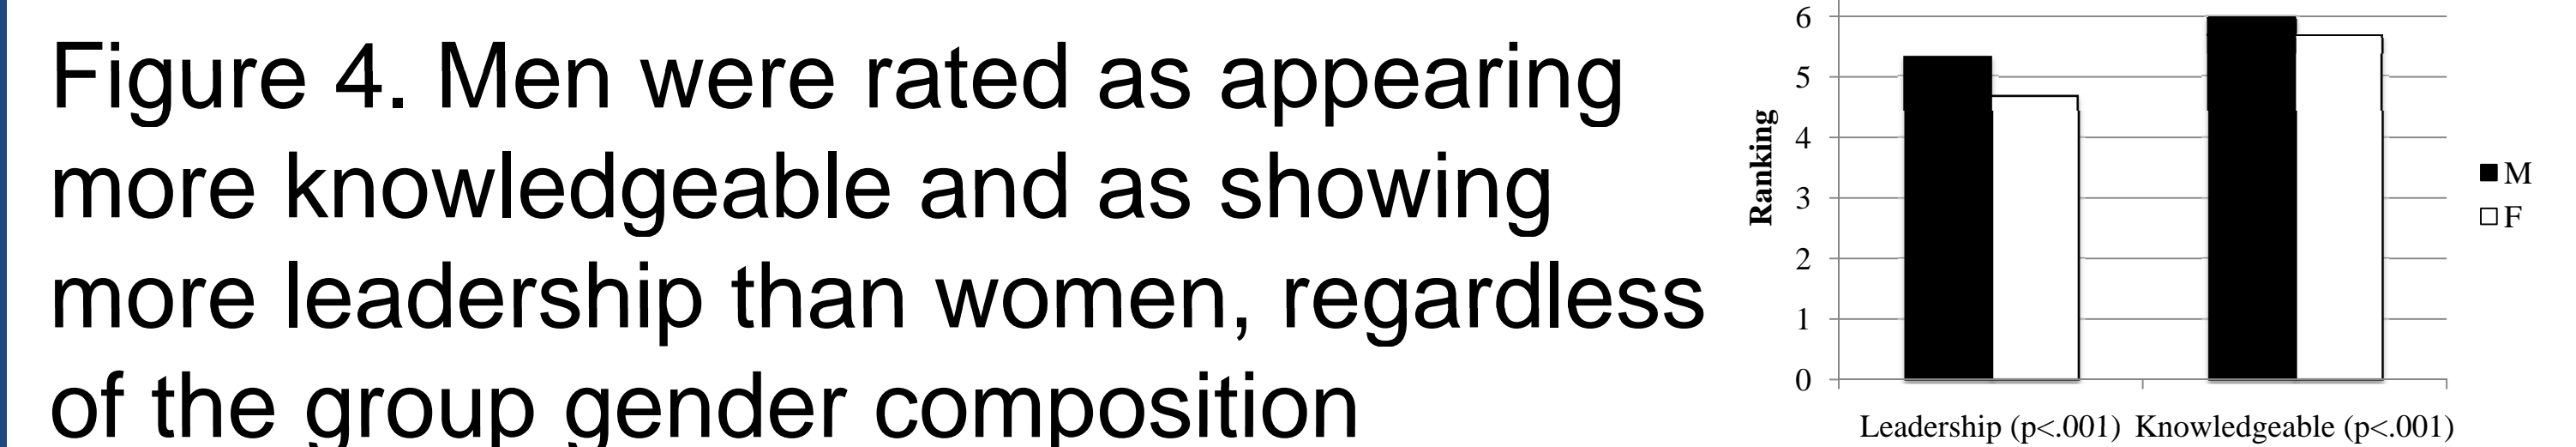 Figure 4. Men were rated as appearing
more knowledgeable and as showing
more leadership than women, regardless
of the group gender composition
6
5
4
3
2
1
0
Ranking
Leadership (p<.001) Knowledgeable (p<.001)
M
F